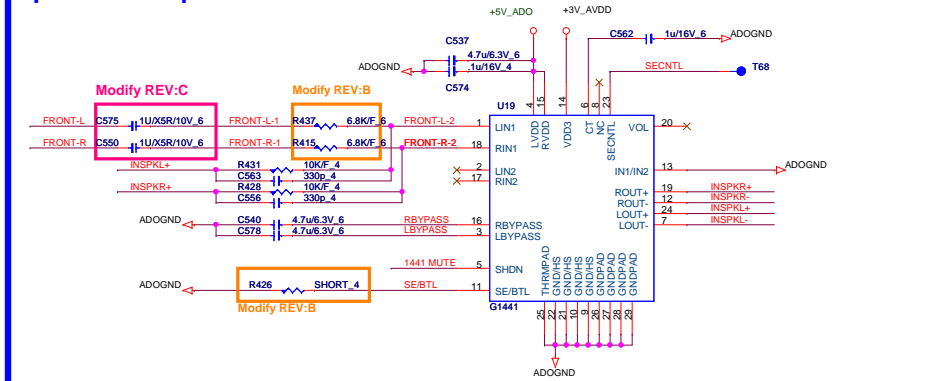 +5V_ADO
+3V_AVDD
C537
4.7u/6.3V_6
ADOGND
.1u/16V_4
C574
C562
1u/16V_6
ADOGND
SECNTL
T68
Modify REV:C
Modify REV:B
U19
4
15
14
6
8
23
LVDD
RVDD
VDD3
CT
NC
SECNTL
FRONT-L
C575
1U/X5R/10V_6
FRONT-L-1
R437
6.8K/F_6
FRONT-L-2
1
LIN1
VOL
20
FRONT-R
C550
1U/X5R/10V_6
FRONT-R-1
R415
6.8K/F_6
FRONT-R-2
18
RIN1
INSPKL+
R431
10K/F_4
C563
330p_4
2
LIN2
17
RIN2
IN1/IN2
13
ADOGND
INSPKR+
R428
10K/F_4
C556
330p_4
ROUT+
19
INSPKR+
ROUT-
12
INSPKR-
LOUT+
24
INSPKL+
LOUT-
7
INSPKL-
ADOGND
C540
4.7u/6.3V_6
RBYPASS
16
RBYPASS
C578
4.7u/6.3V_6
LBYPASS
3
LBYPASS
1441 MUTE
5
SHDN
ADOGND
R426
SHORT_4
SE/BTL
11
SE/BTL
Modify REV:B
G1441
THRMPAD
GND/HS
GND/HS
GND/HS
GND/HS
GNDPAD
GNDPAD
GNDPAD
GNDPAD
25
22
21
10
9
26
27
28
29
ADOGND